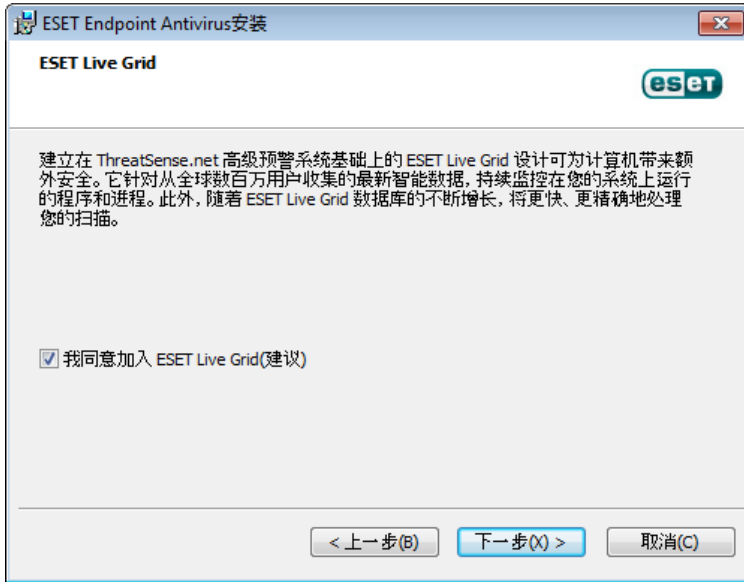 ESET Endpoint Antivirus安装
ESET Live Grid
eset
建立在 ThreatSense.net 高级预警系统基础上的 ESET Live Grid 设计可为计算机带来额
外安全。它针对从全球数百万用户收集的最新智能数据, 持续监控在您的系统上运行
的程序和进程。此外, 随着 ESET Live Grid 数据库的不断增长, 将更快、更精确地处理
您的扫描。
我同意加入 ESET Live Grid(建议)
< 上一步(B)
下一步(X) >
取消(C)